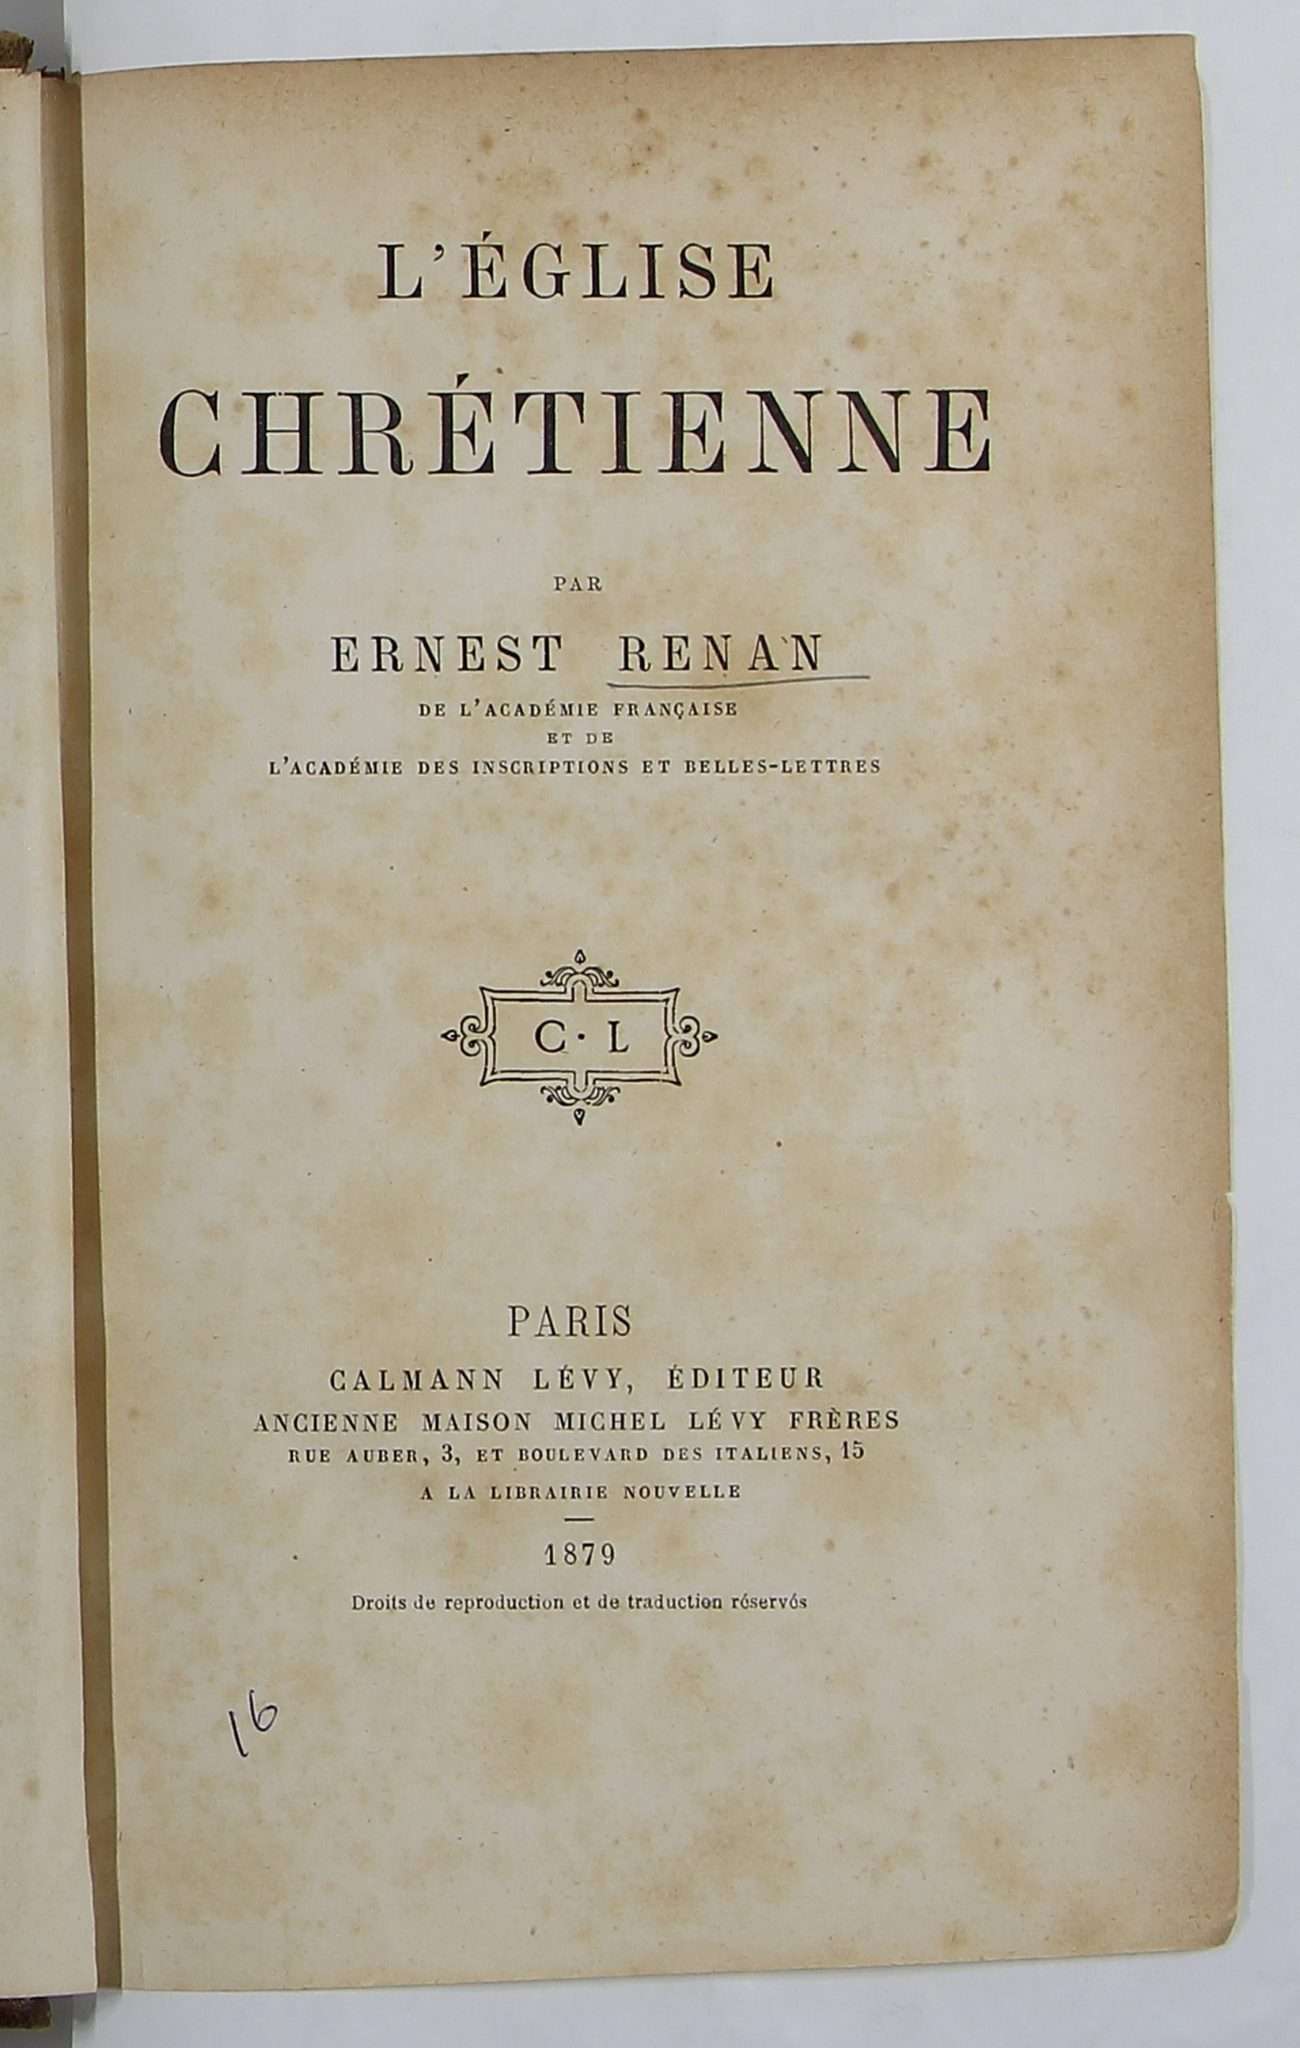 L'ÉGLISE
CHRÉTIENNE
PAR
ERNEST RENAN
DE L'ACADÉMIE FRANÇAISE
ET DE
L'ACADÉMIE DES INSCRIPTIONS ET BELLES-LETTRES
C · L
PARIS
CALMANN LÉVY, ÉDITEUR
ANCIENNE MAISON MICHEL LÉVY FRÈRES
RUE AUBER, 3, ET BOULEVARD DES ITALIENS, 15
A LA LIBRAIRIE NOUVELLE
1879
Droits de reproduction et de traduction réservés
16